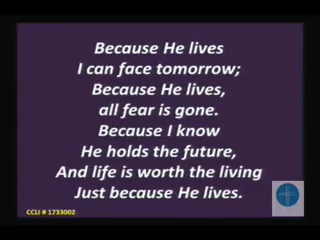 Because He lives
I can face tomorrow;
Because He lives,
all fear is gone.
Because I know
He holds the future,
And life is worth the living
Just because He lives.
CCLI # 1733002